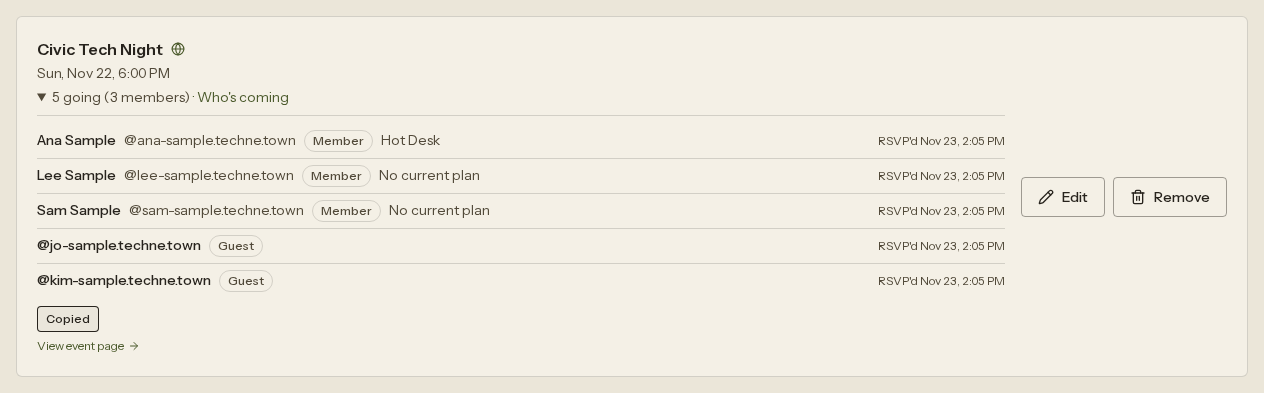 Civic Tech Night
Sun, Nov 22, 6:00 PM
▼ 5 going (3 members) · Who's coming
Ana Sample @ana-sample.techne.town Member Hot Desk RSVP'd Nov 23, 2:05 PM
Lee Sample @lee-sample.techne.town Member No current plan RSVP'd Nov 23, 2:05 PM
Sam Sample @sam-sample.techne.town Member No current plan RSVP'd Nov 23, 2:05 PM
@jo-sample.techne.town Guest RSVP'd Nov 23, 2:05 PM
@kim-sample.techne.town Guest RSVP'd Nov 23, 2:05 PM
Edit Remove
Copied
View event page →